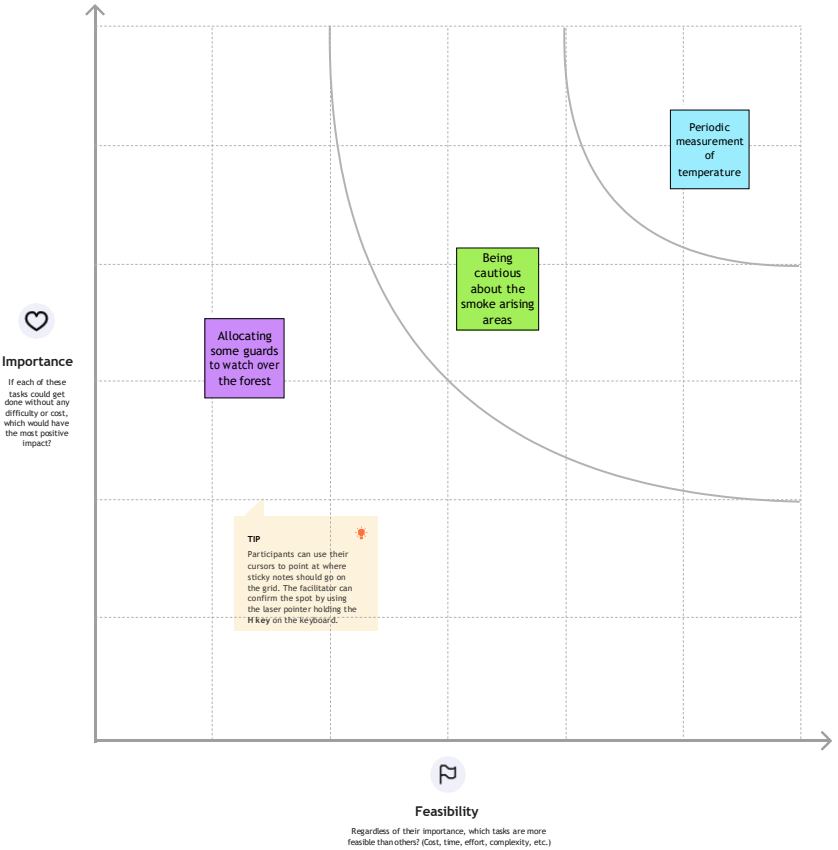 Periodic
measurement
of
temperature
Being
cautious
about the
smoke arising
areas
Allocating
some guards
to watch over
the forest
Importance
If each of these
tasks could get
done without any
difficulty or cost,
which would have
the most positive
impact?
TIP
Participants can use their
cursors to point at where
sticky notes should go on
the grid. The facilitator can
confirm the spot by using
the laser pointer holding the
H key on the keyboard.
Feasibility
Regardless of their importance, which tasks are more
feasible than others? (Cost, time, effort, complexity, etc.)